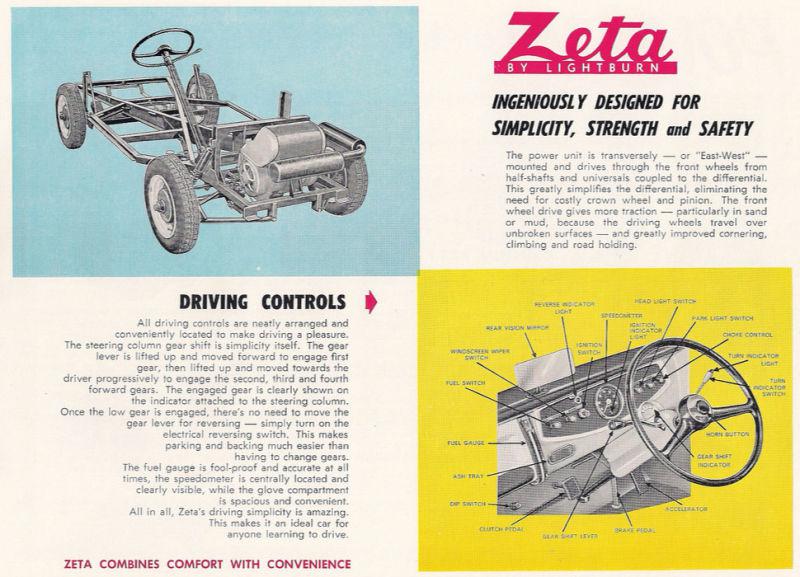 Zeta
BY LIGHTBURN
INGENIOUSLY DESIGNED FOR
SIMPLICITY, STRENGTH and SAFETY
The power unit is transversely — or "East-West" —
mounted and drives through the front wheels from
half-shafts and universals coupled to the differential.
This greatly simplifies the differential, eliminating the
need for costly crown wheel and pinion. The front
wheel drive gives more traction — particularly in sand
or mud, because the driving wheels travel over
unbroken surfaces — and greatly improved cornering,
climbing and road holding.
DRIVING CONTROLS
All driving controls are neatly arranged and
conveniently located to make driving a pleasure.
The steering column gear shift is simplicity itself. The gear
lever is lifted up and moved forward to engage first
gear, then lifted up and moved towards the
driver progressively to engage the second, third and fourth
forward gears. The engaged gear is clearly shown on
the indicator attached to the steering column.
Once the low gear is engaged, there's no need to move the
gear lever for reversing — simply turn on the
electrical reversing switch. This makes
parking and backing much easier than
having to change gears.
The fuel gauge is fool-proof and accurate at all
times, the speedometer is centrally located and
clearly visible, while the glove compartment
is spacious and convenient.
All in all, Zeta's driving simplicity is amazing.
This makes it an ideal car for
anyone learning to drive.
ZETA COMBINES COMFORT WITH CONVENIENCE
REAR VISION MIRROR
REVERSE INDICATOR
LIGHT
SPEEDOMETER
HEAD LIGHT SWITCH
IGNITION
INDICATOR
LIGHT
PARK LIGHT SWITCH
CHOKE CONTROL
IGNITION
SWITCH
WINDSCREEN WIPER
SWITCH
TURN INDICATOR
LIGHT
TURN
INDICATOR
SWITCH
FUEL SWITCH
HORN BUTTON
FUEL GAUGE
GEAR SHIFT
INDICATOR
ASH TRAY
DIP SWITCH
ACCELERATOR
CLUTCH PEDAL
GEAR SHIFT LEVER
BRAKE PEDAL